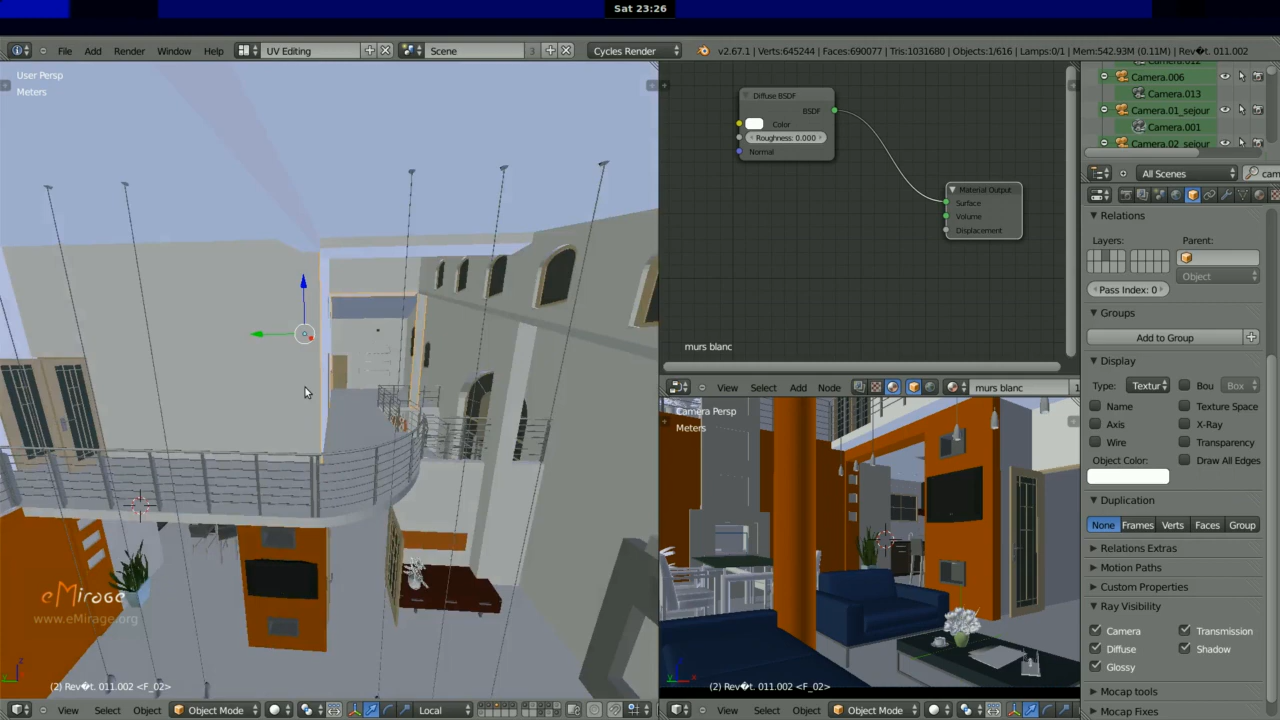 Sat 23:26
File Add Render Window Help UV Editing Scene 3 Cycles Render v2.67.1 | Verts:645244 | Faces:690077 | Tris:1031680 | Objects:1/616 | Lamps:0/1 | Mem:542.93M (0.11M) | Rev�t. 011.002
User Persp
Meters
eMirage
www.eMirage.org
(2) Rev�t. 011.002 <F_02>
View Select Object Object Mode Local
Diffuse BSDF
BSDF
Color
Roughness: 0.000
Normal
Material Output
Surface
Volume
Displacement
murs blanc
View Select Add Node murs blanc 1
Camera Persp
Meters
(2) Rev�t. 011.002 <F_02>
View Select Object Object Mode
Camera.006
Camera.013
Camera.01_sejour
Camera.001
Camera.02_sejour
All Scenes cam
Relations
Layers: Parent:
Object
Pass Index: 0
Groups
Add to Group
Display
Type: Textur Bou Box
Name Texture Space
Axis X-Ray
Wire Transparency
Object Color: Draw All Edges
Duplication
None Frames Verts Faces Group
Relations Extras
Motion Paths
Custom Properties
Ray Visibility
Camera Transmission
Diffuse Shadow
Glossy
Mocap tools
Mocap Fixes